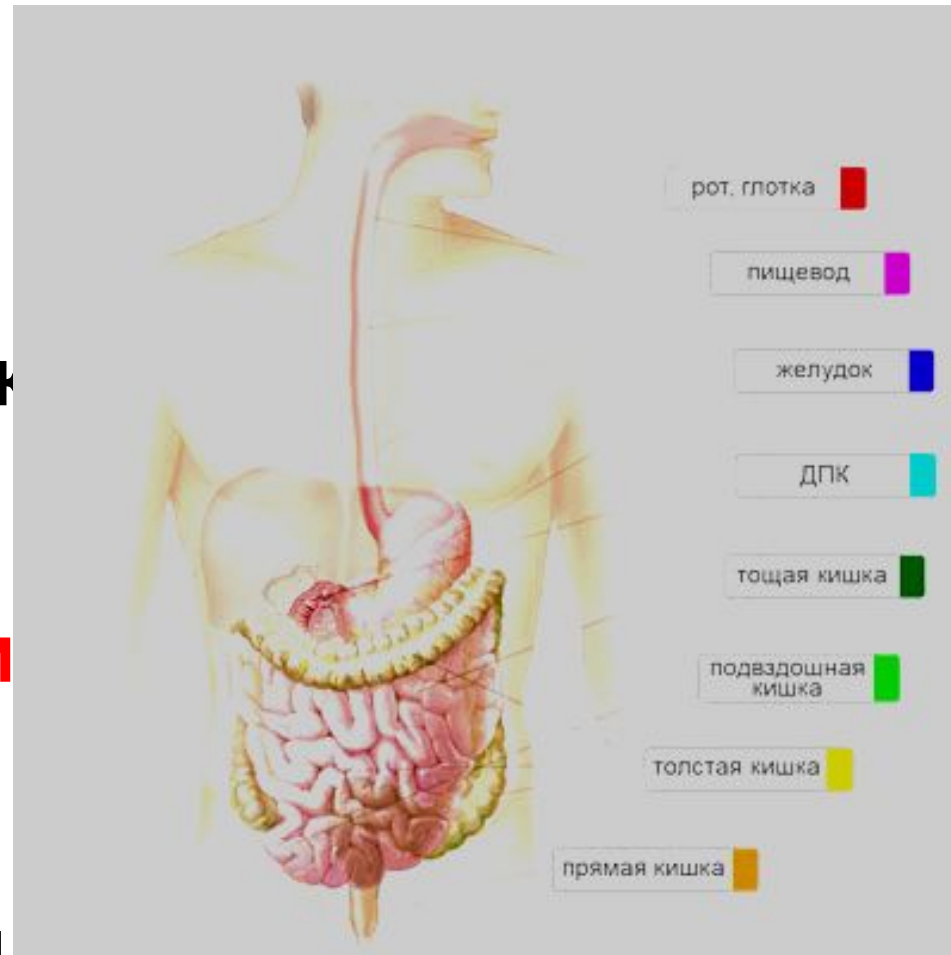 рот, глотка
пищевод
желудок
ДПК
тощая кишка
подвздошная
кишка
толстая кишка
прямая кишка